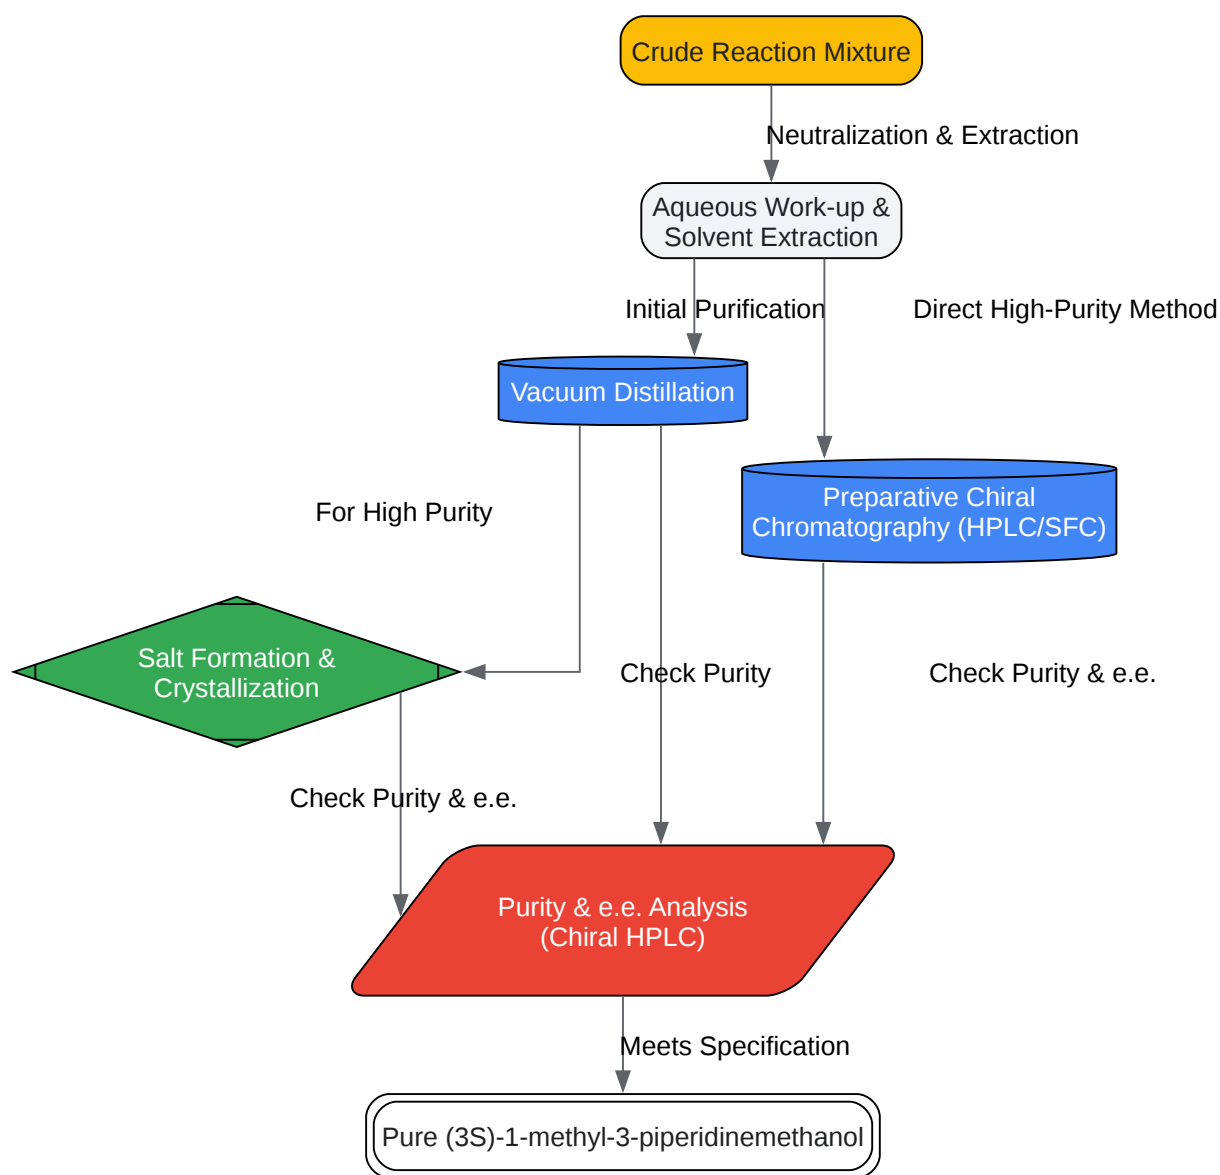 Crude Reaction Mixture
Neutralization & Extraction
Aqueous Work-up &
Solvent Extraction
Initial Purification
Direct High-Purity Method
Vacuum Distillation
Preparative Chiral
Chromatography (HPLC/SFC)
For High Purity
Salt Formation &
Crystallization
Check Purity
Check Purity & e.e.
Check Purity & e.e.
Purity & e.e. Analysis
(Chiral HPLC)
Meets Specification
Pure (3S)-1-methyl-3-piperidinemethanol